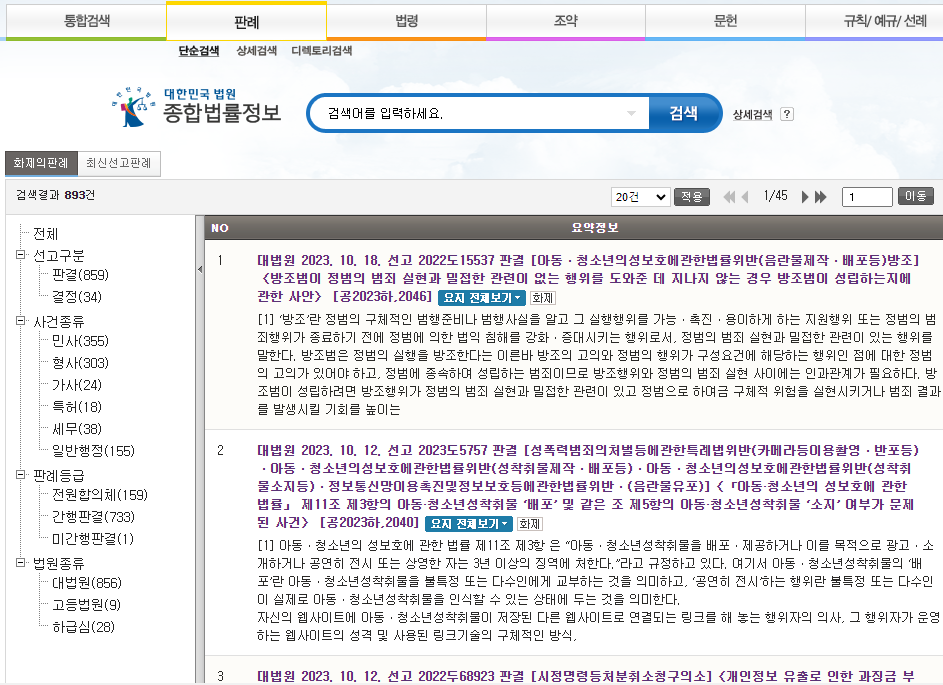 통합검색 판례 법령 조약 문헌 규칙/ 예규/ 선례
단순검색 상세검색 디렉토리검색
대한민국 법원
종합법률정보
검색어를 입력하세요. 검색 상세검색 ?
화제의판례 최신선고판례
검색결과 893건 20건 적용 1/45 1 이동
전체
선고구분
판결(859)
결정(34)
사건종류
민사(355)
형사(303)
가사(24)
특허(18)
세무(38)
일반행정(155)
판례등급
전원합의체(159)
간행판결(733)
미간행판결(1)
법원종류
대법원(856)
고등법원(9)
하급심(28)
NO 요약정보
1 대법원 2023. 10. 18. 선고 2022도15537 판결 [아동ㆍ청소년의성보호에관한법률위반(음란물제작ㆍ배포등)방조]
〈방조범이 정범의 범죄 실현과 밀접한 관련이 없는 행위를 도와준 데 지나지 않는 경우 방조범이 성립하는지에
관한 사안〉 [공2023하,2046] 요지 전체보기 화제
[1] ‘방조’란 정범의 구체적인 범행준비나 범행사실을 알고 그 실행행위를 가능ㆍ촉진ㆍ용이하게 하는 지원행위 또는 정범의 범
죄행위가 종료하기 전에 정범에 의한 법익 침해를 강화ㆍ증대시키는 행위로서, 정범의 범죄 실현과 밀접한 관련이 있는 행위를
말한다. 방조범은 정범의 실행을 방조한다는 이른바 방조의 고의와 정범의 행위가 구성요건에 해당하는 행위인 점에 대한 정범
의 고의가 있어야 하고, 정범에 종속하여 성립하는 범죄이므로 방조행위와 정범의 범죄 실현 사이에는 인과관계가 필요하다. 방
조범이 성립하려면 방조행위가 정범의 범죄 실현과 밀접한 관련이 있고 정범으로 하여금 구체적 위험을 실현시키거나 범죄 결과
를 발생시킬 기회를 높이는
2 대법원 2023. 10. 12. 선고 2023도5757 판결 [성폭력범죄의처벌등에관한특례법위반(카메라등이용촬영ㆍ반포등)
ㆍ아동ㆍ청소년의성보호에관한법률위반(성착취물제작ㆍ배포등)ㆍ아동ㆍ청소년의성보호에관한법률위반(성착취
물소지등)ㆍ정보통신망이용촉진및정보보호등에관한법률위반ㆍ(음란물유포)] <「아동·청소년의 성보호에 관한
법률」 제11조 제3항의 아동·청소년성착취물 ‘배포’ 및 같은 조 제5항의 아동·청소년성착취물 ‘소지’ 여부가 문제
된 사건> [공2023하,2040] 요지 전체보기 화제
[1] 아동ㆍ청소년의 성보호에 관한 법률 제11조 제3항 은 “아동ㆍ청소년성착취물을 배포ㆍ제공하거나 이를 목적으로 광고ㆍ소
개하거나 공연히 전시 또는 상영한 자는 3년 이상의 징역에 처한다.”라고 규정하고 있다. 여기서 아동ㆍ청소년성착취물의 ‘배
포’란 아동ㆍ청소년성착취물을 불특정 또는 다수인에게 교부하는 것을 의미하고, ‘공연히 전시’하는 행위란 불특정 또는 다수인
이 실제로 아동ㆍ청소년성착취물을 인식할 수 있는 상태에 두는 것을 의미한다.
자신의 웹사이트에 아동ㆍ청소년성착취물이 저장된 다른 웹사이트로 연결되는 링크를 해 놓는 행위자의 의사, 그 행위자가 운영
하는 웹사이트의 성격 및 사용된 링크기술의 구체적인 방식,
3 대법원 2023. 10. 12. 선고 2022두68923 판결 [시정명령등처분취소청구의소] <개인정보 유출로 인한 과징금 부